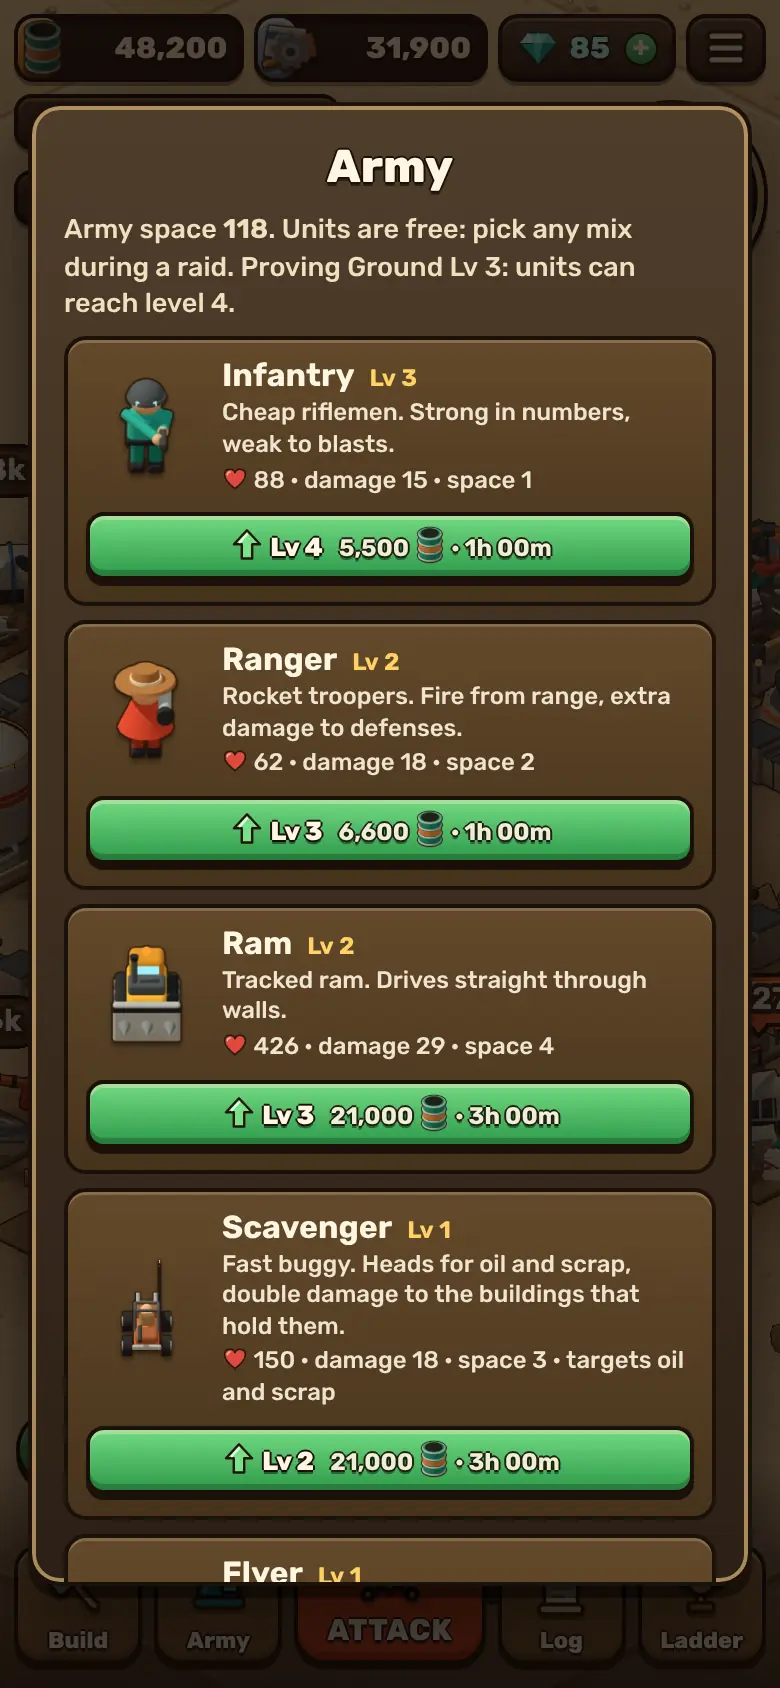 48,200
31,900
85
Army
Army space 118. Units are free: pick any mix
during a raid. Proving Ground Lv 3: units can
reach level 4.
Infantry Lv 3
Cheap riflemen. Strong in numbers,
weak to blasts.
88 • damage 15 • space 1
Lv 4 5,500 • 1h 00m
Ranger Lv 2
Rocket troopers. Fire from range, extra
damage to defenses.
62 • damage 18 • space 2
Lv 3 6,600 • 1h 00m
Ram Lv 2
Tracked ram. Drives straight through
walls.
426 • damage 29 • space 4
Lv 3 21,000 • 3h 00m
Scavenger Lv 1
Fast buggy. Heads for oil and scrap,
double damage to the buildings that
hold them.
150 • damage 18 • space 3 • targets oil
and scrap
Lv 2 21,000 • 3h 00m
Flyer Lv 1
Build
Army
ATTACK
Log
Ladder